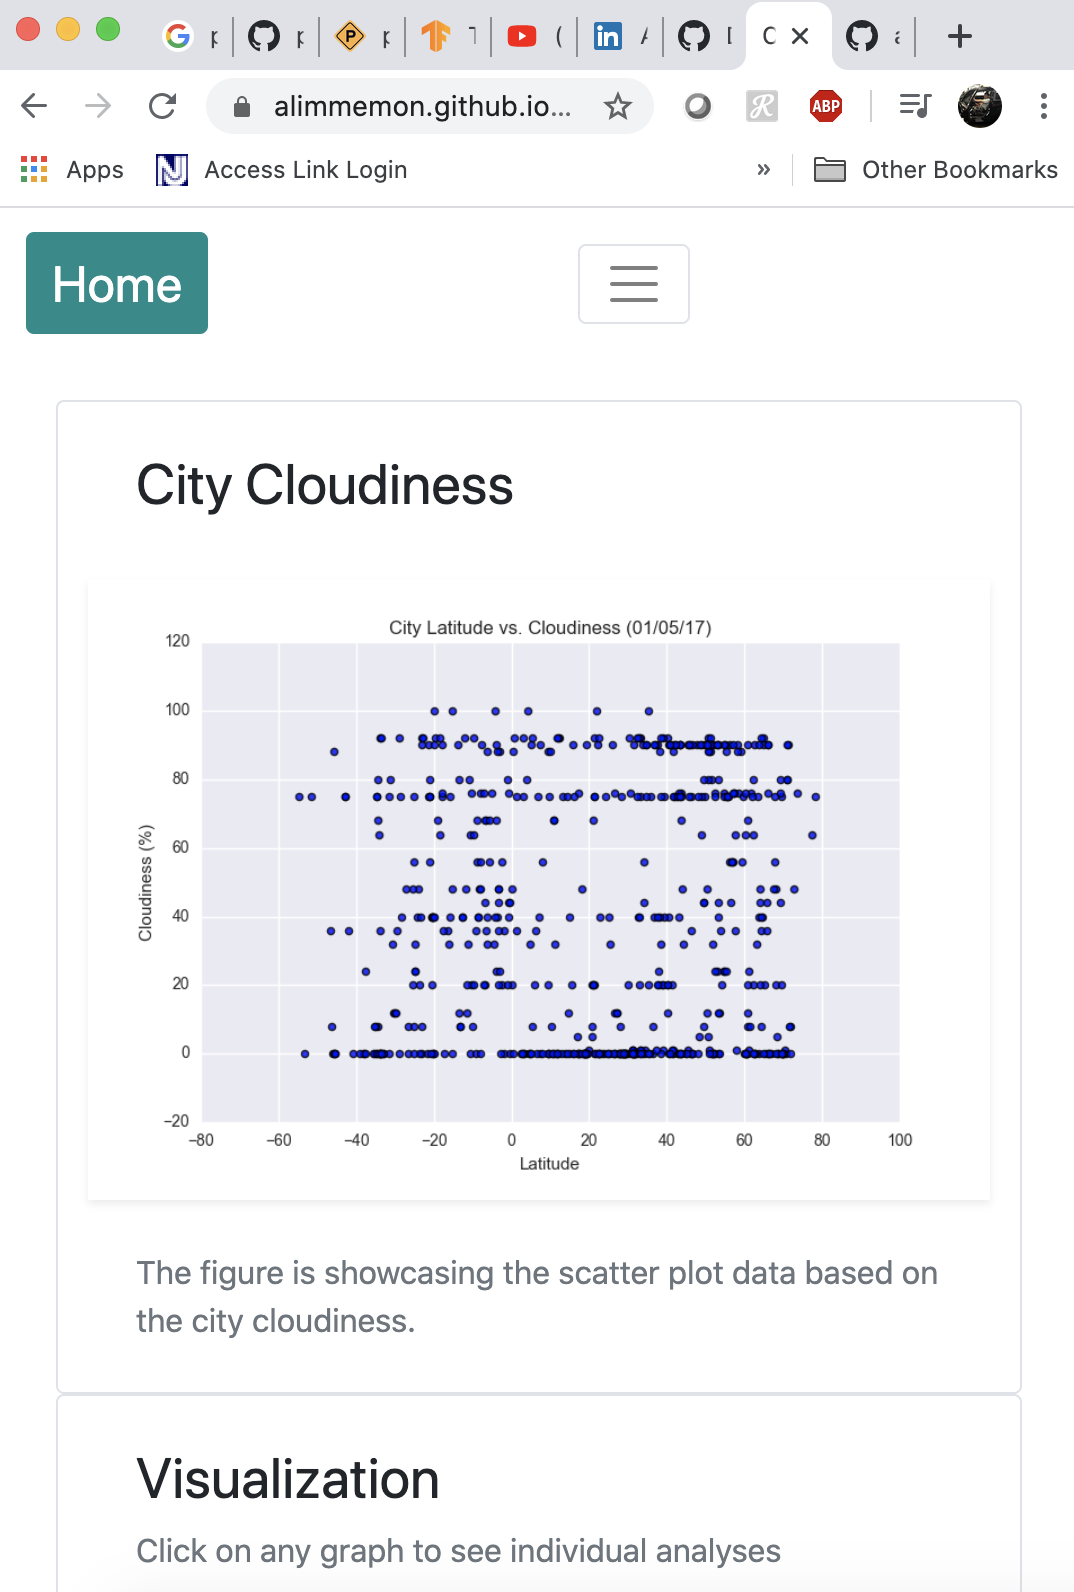 alimmemon.github.io...
ABP
Apps
Access Link Login
»
Other Bookmarks
Home
City Cloudiness
City Latitude vs. Cloudiness (01/05/17)
120
100
80
60
40
20
0
−20
Cloudiness (%)
−80 −60 −40 −20 0 20 40 60 80 100
Latitude
The figure is showcasing the scatter plot data based on
the city cloudiness.
Visualization
Click on any graph to see individual analyses